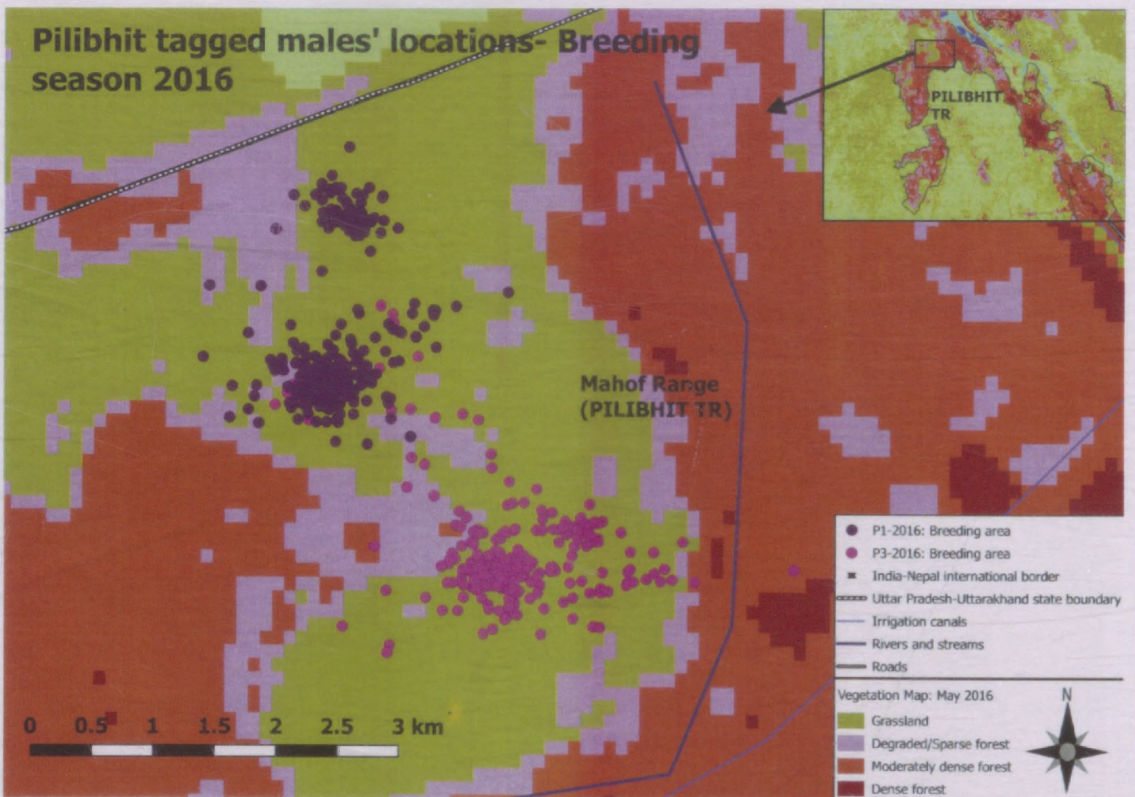 Pilibhit tagged males' locations- Breeding
season 2016
PILIBHIT
TR
Mahof Range
(PILIBHIT TR)
P1-2016: Breeding area
P3-2016: Breeding area
India-Nepal international border
Uttar Pradesh-Uttarakhand state boundary
Irrigation canals
Rivers and streams
Roads
Vegetation Map: May 2016
N
Grassland
Degraded/Sparse forest
Moderately dense forest
Dense forest
0 0.5 1 1.5 2 2.5 3 km